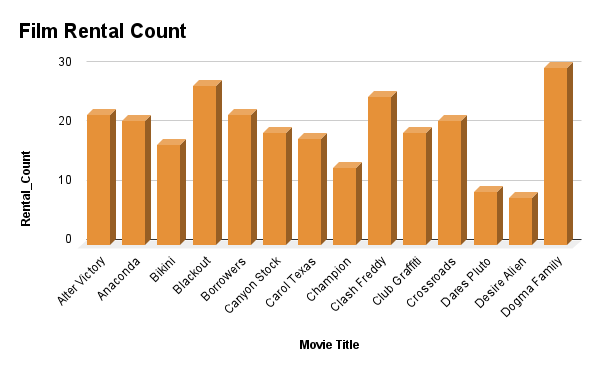 Film Rental Count
30
20
10
0
Rental_Count
Alter Victory
Anaconda
Bikini
Blackout
Borrowers
Canyon Stock
Carol Texas
Champion
Clash Freddy
Club Graffiti
Crossroads
Dares Pluto
Desire Alien
Dogma Family
Movie Title